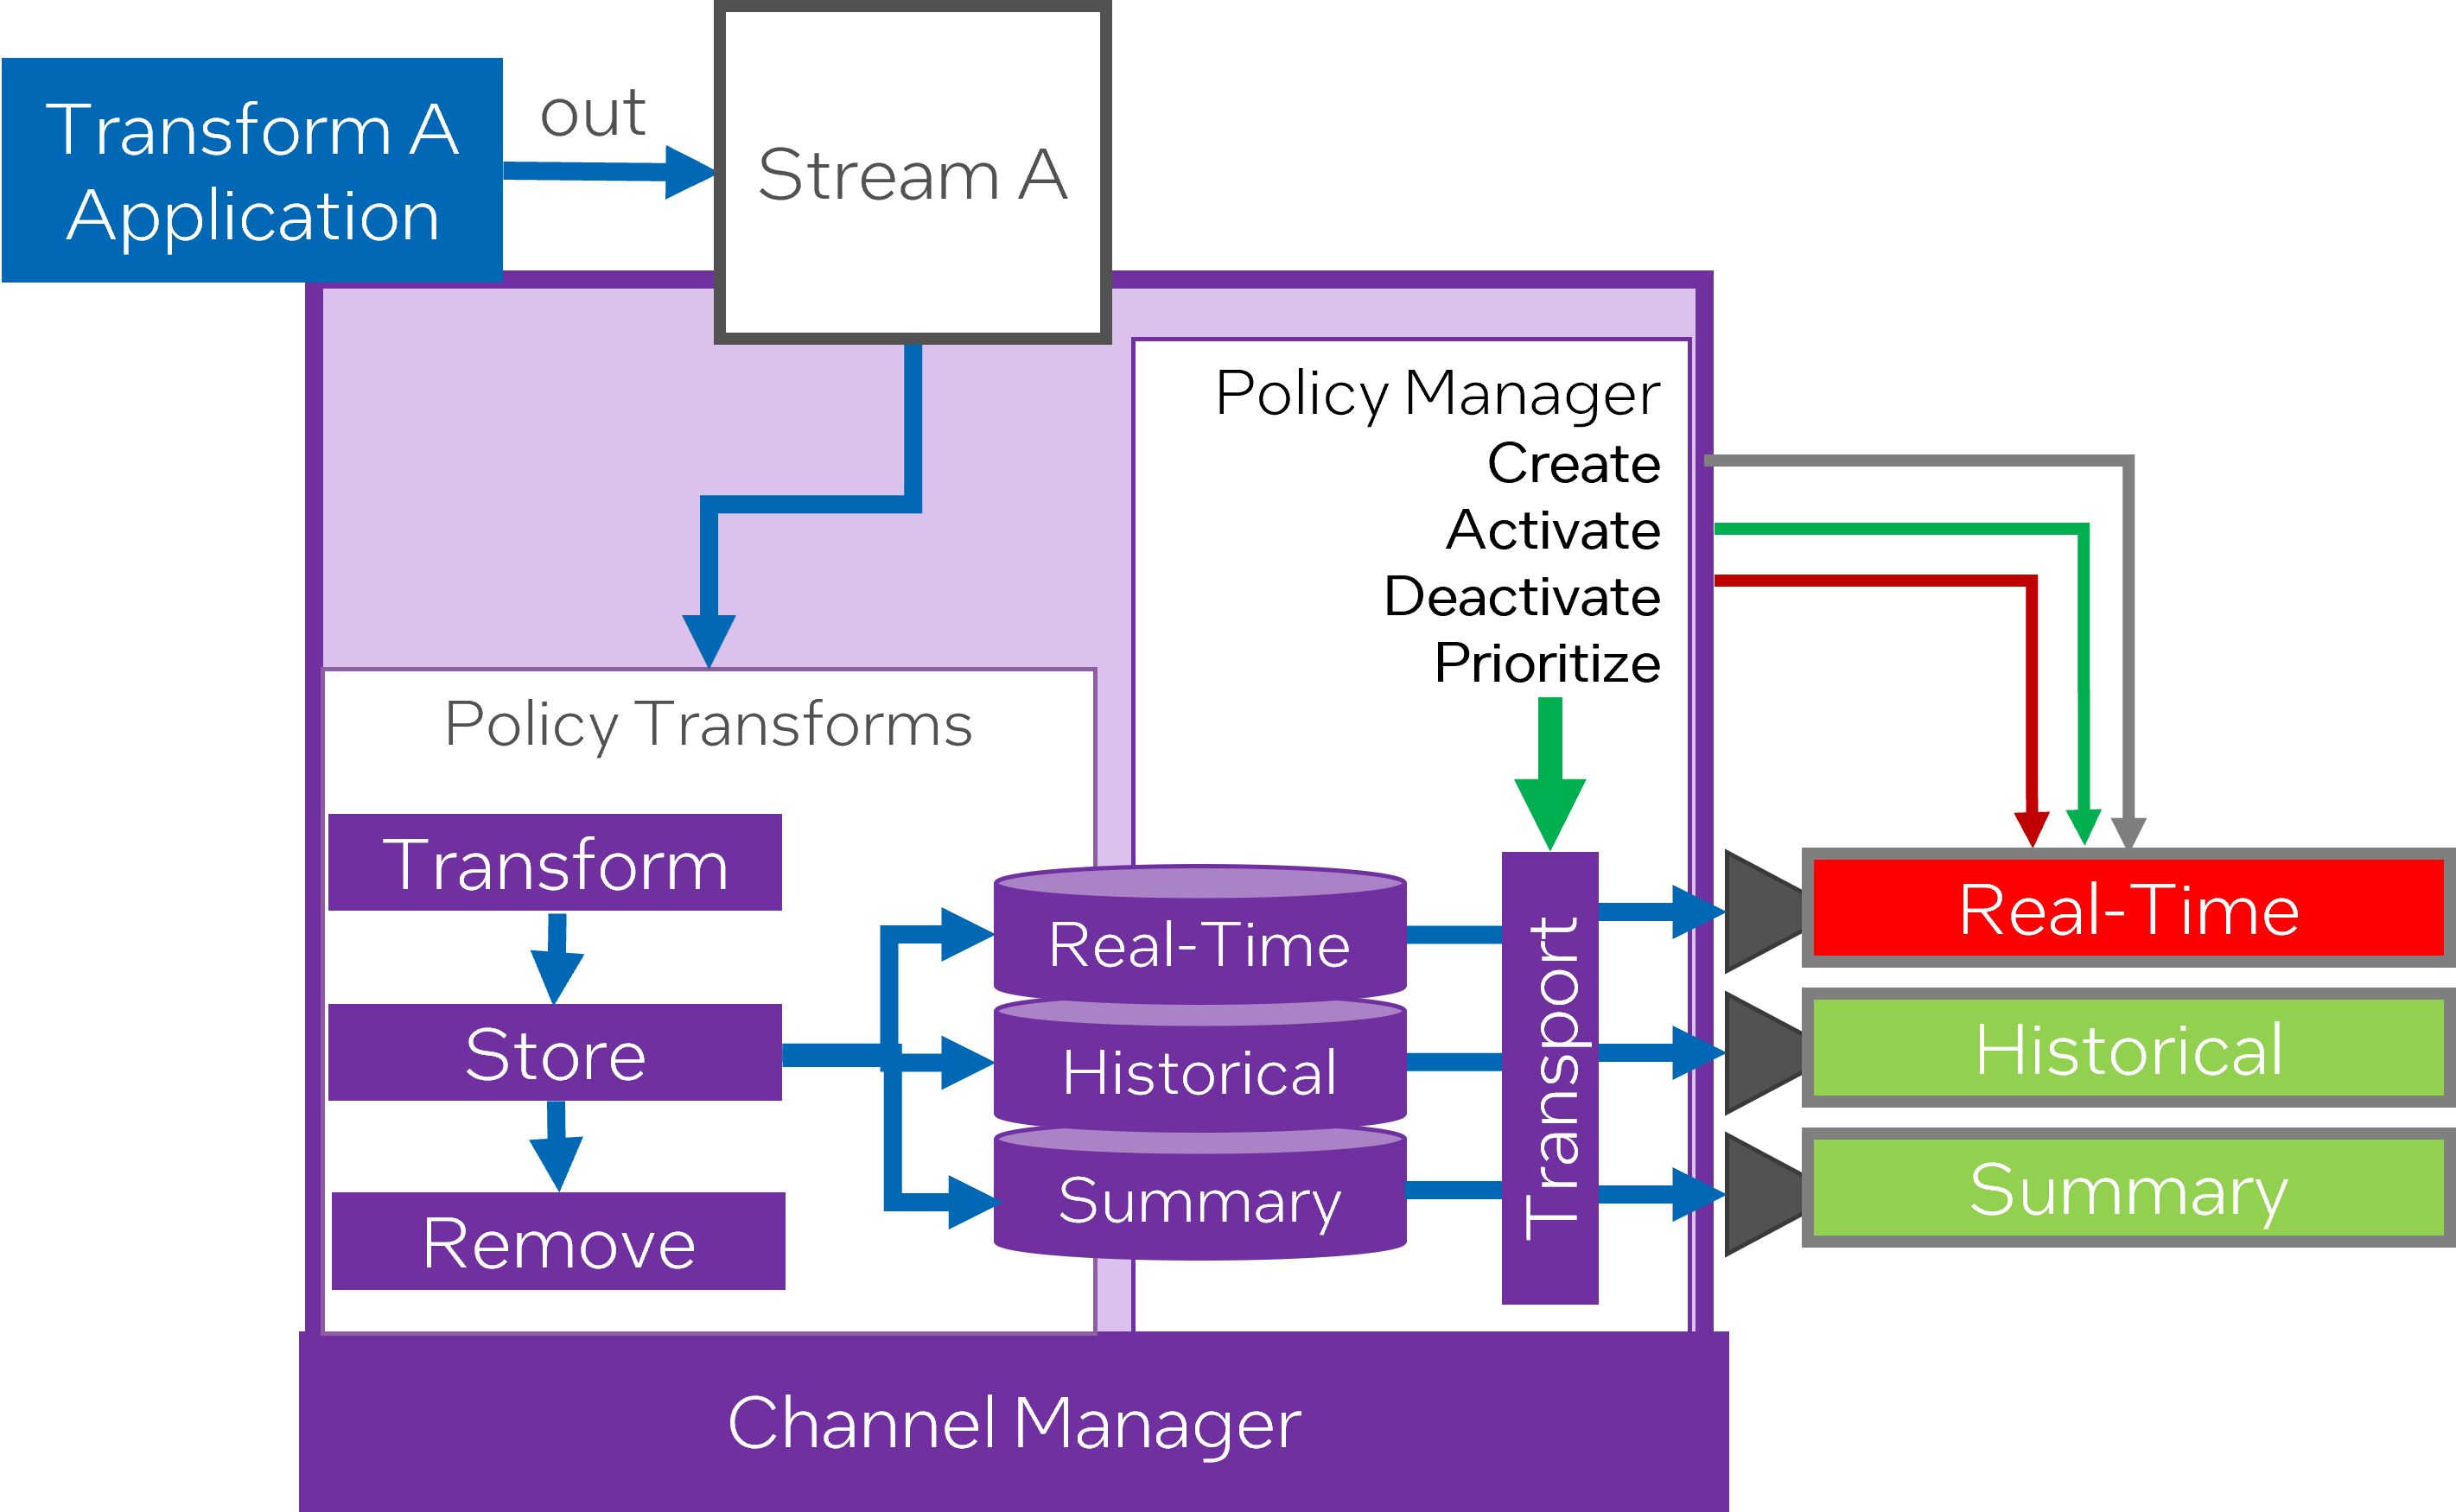 Transform A
Application
out
Stream A
Policy Manager
Create
Activate
Deactivate
Prioritize
Policy Transforms
Transform
Store
Remove
Real-Time
Historical
Summary
Transport
Real-Time
Historical
Summary
Channel Manager